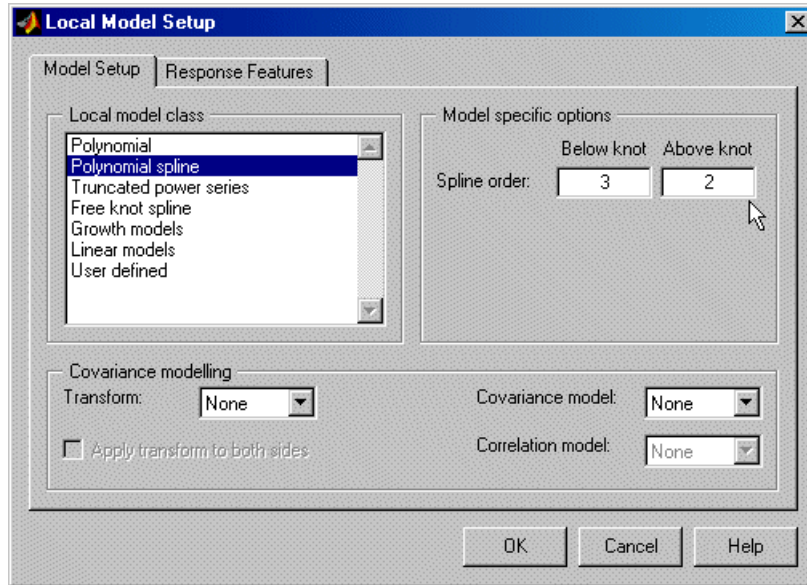 Local Model Setup
Model Setup
Response Features
Local model class
Polynomial
Polynomial spline
Truncated power series
Free knot spline
Growth models
Linear models
User defined
Model specific options
Below knot Above knot
Spline order: 3 2
Covariance modelling
Transform: None
Apply transform to both sides
Covariance model: None
Correlation model: None
OK
Cancel
Help